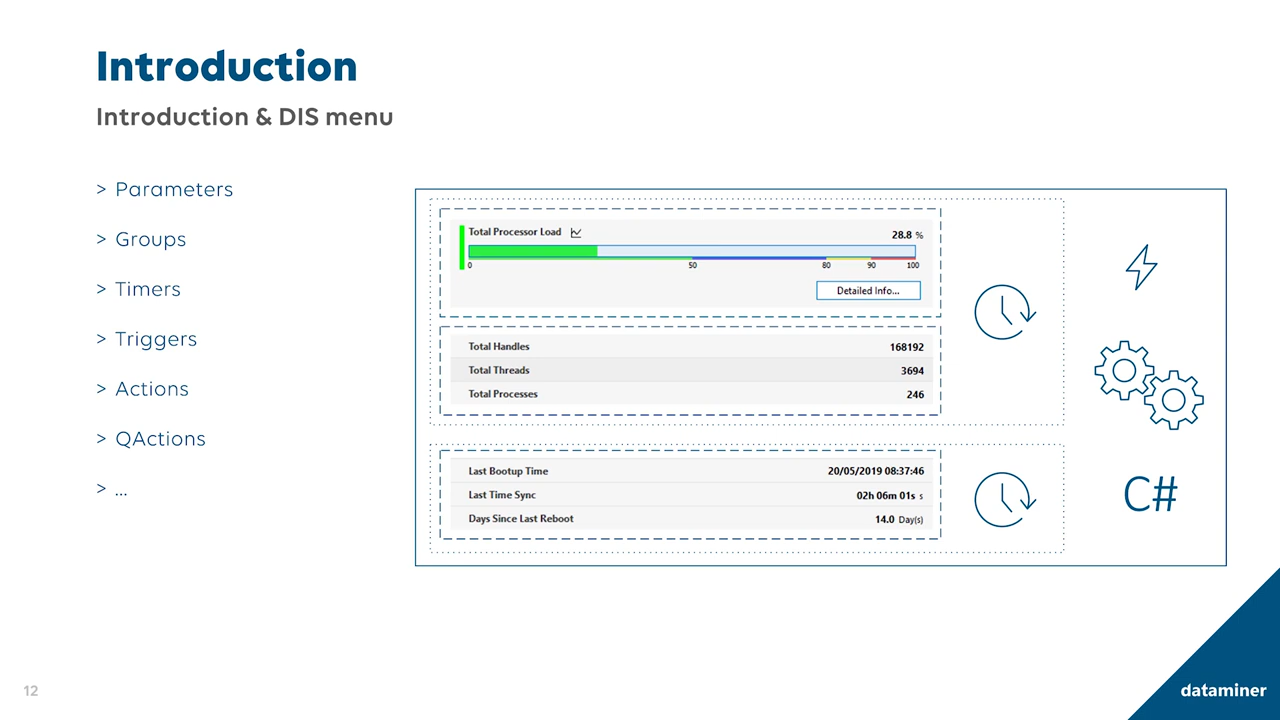 Introduction
Introduction & DIS menu
> Parameters
> Groups
> Timers
> Triggers
> Actions
> QActions
> ...
Total Processor Load 28.8 %
0 50 80 90 100
Detailed Info...
Total Handles 168192
Total Threads 3694
Total Processes 246
Last Bootup Time 20/05/2019 08:37:46
Last Time Sync 02h 06m 01s s
Days Since Last Reboot 14.0 Day(s)
C#
12
dataminer